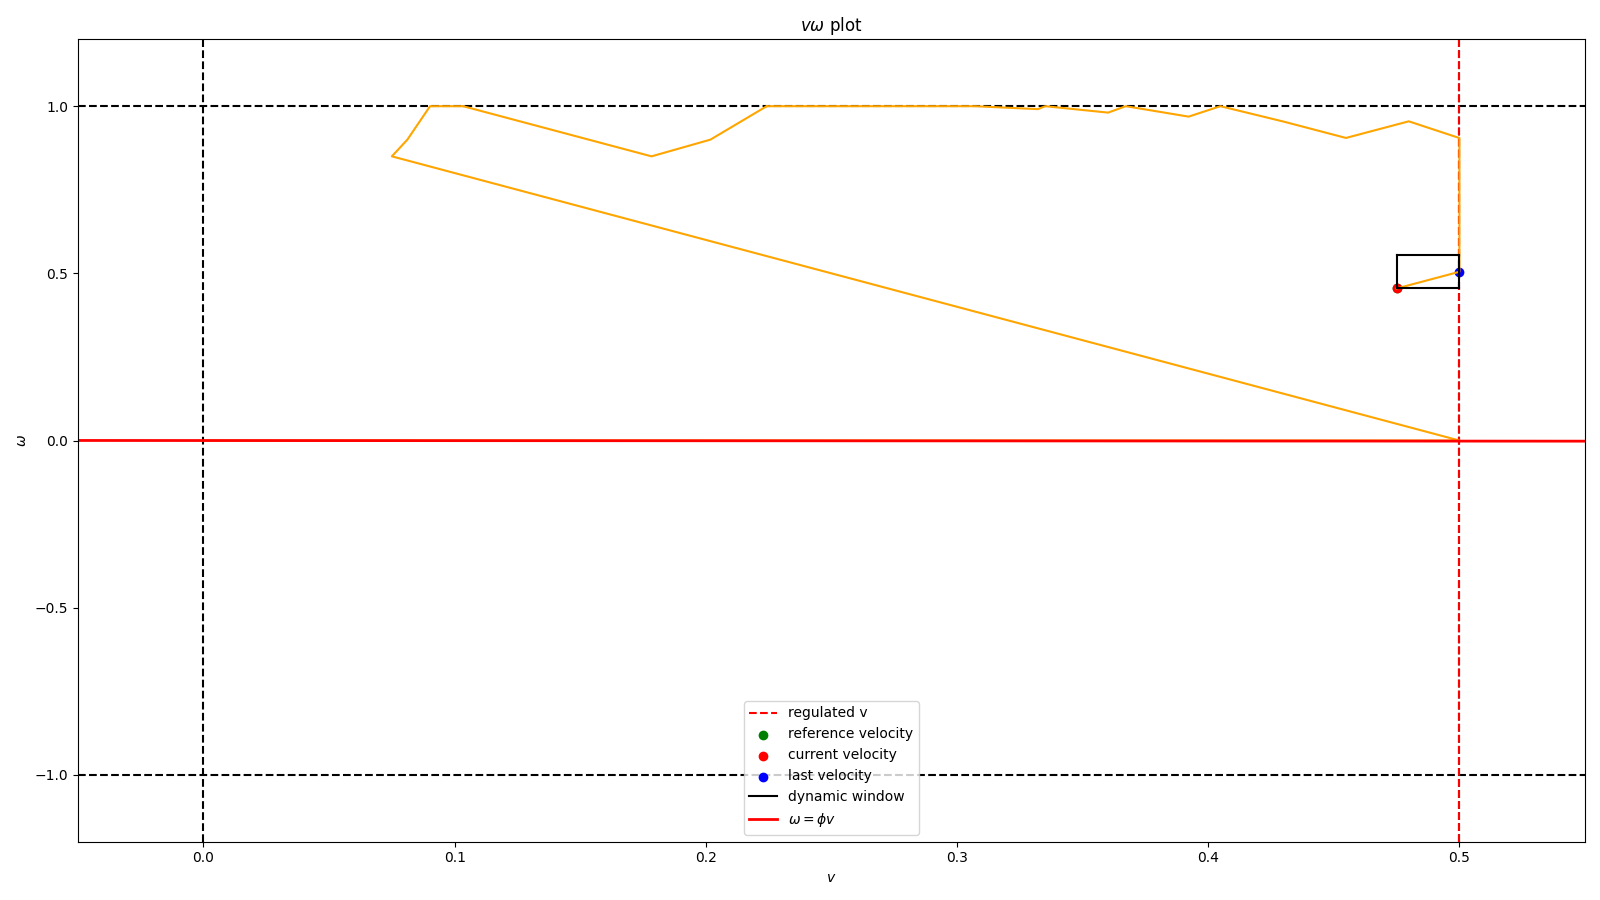 vω plot
1.0
0.5
0.0
−0.5
−1.0
ω
regulated v
reference velocity
current velocity
last velocity
dynamic window
ω = ϕv
0.0 0.1 0.2 0.3 0.4 0.5
v